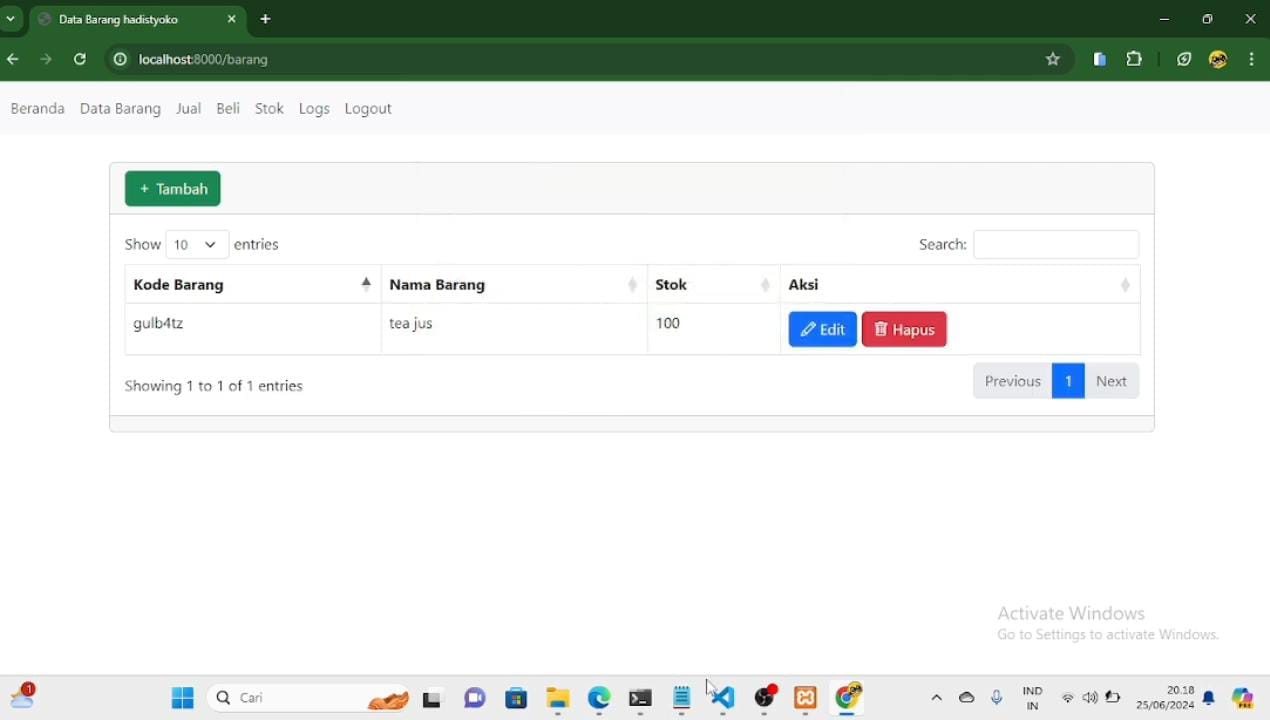 Data Barang hadistyoko
localhost:8000/barang
Beranda Data Barang Jual Beli Stok Logs Logout
+ Tambah
Show 10 entries Search:
Kode Barang Nama Barang Stok Aksi
gulb4tz tea jus 100 Edit Hapus
Showing 1 to 1 of 1 entries Previous 1 Next
Activate Windows
Go to Settings to activate Windows.
1 Cari IND 20.18
IN 25/06/2024 PRE